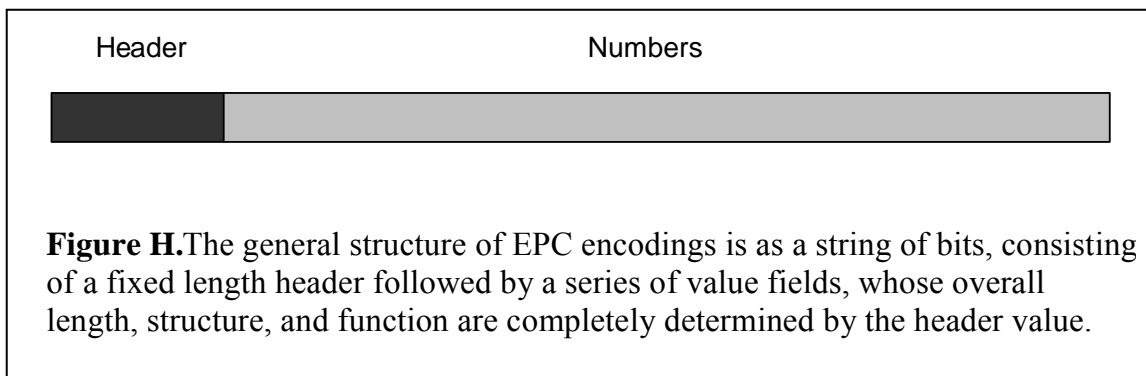 Header Numbers
Figure H.The general structure of EPC encodings is as a string of bits, consisting
of a fixed length header followed by a series of value fields, whose overall
length, structure, and function are completely determined by the header value.